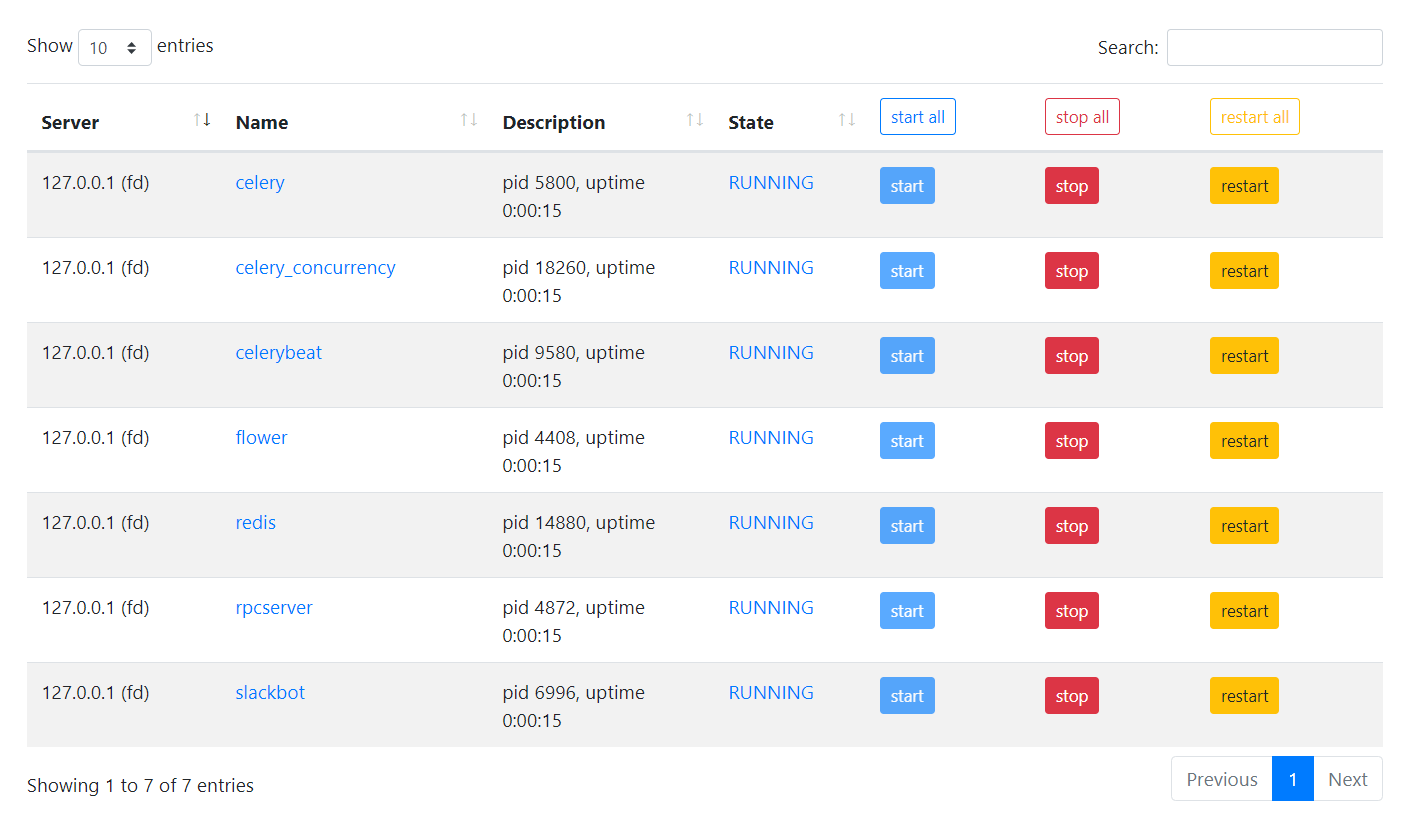 Show 10 entries Search:
Server Name Description State start all stop all restart all
127.0.0.1 (fd) celery pid 5800, uptime RUNNING start stop restart
0:00:15
127.0.0.1 (fd) celery_concurrency pid 18260, uptime RUNNING start stop restart
0:00:15
127.0.0.1 (fd) celerybeat pid 9580, uptime RUNNING start stop restart
0:00:15
127.0.0.1 (fd) flower pid 4408, uptime RUNNING start stop restart
0:00:15
127.0.0.1 (fd) redis pid 14880, uptime RUNNING start stop restart
0:00:15
127.0.0.1 (fd) rpcserver pid 4872, uptime RUNNING start stop restart
0:00:15
127.0.0.1 (fd) slackbot pid 6996, uptime RUNNING start stop restart
0:00:15
Showing 1 to 7 of 7 entries Previous 1 Next